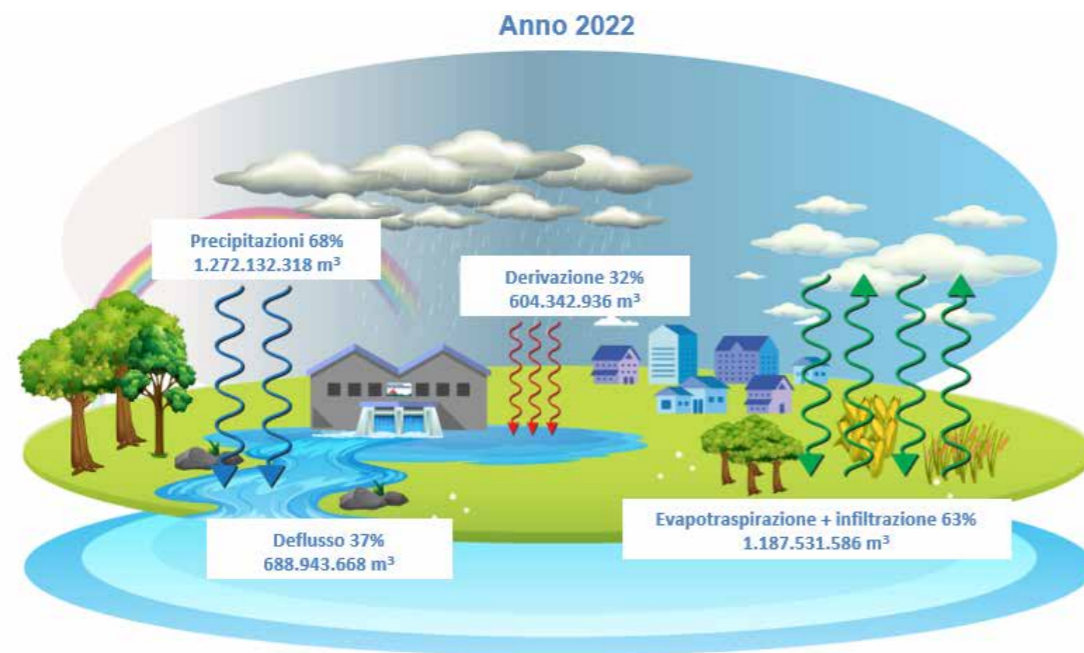 Anno 2022
Precipitazioni 68%
1.272.132.318 m³
Derivazione 32%
604.342.936 m³
Deflusso 37%
688.943.668 m³
Evapotraspirazione + infiltrazione 63%
1.187.531.586 m³